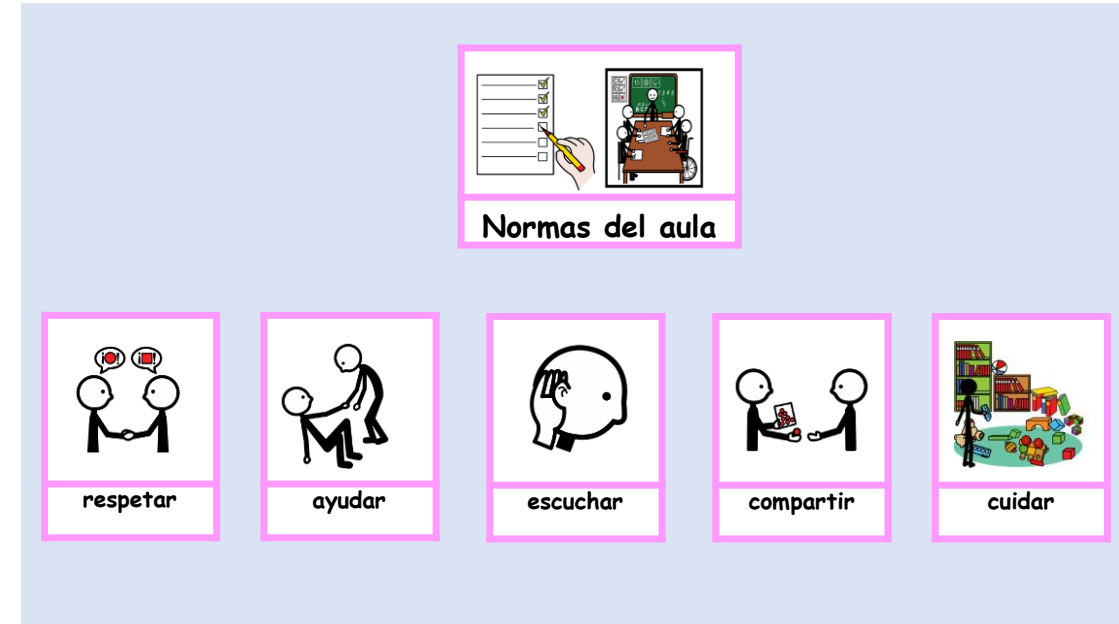 Normas del aula
respetar
ayudar
escuchar
compartir
cuidar